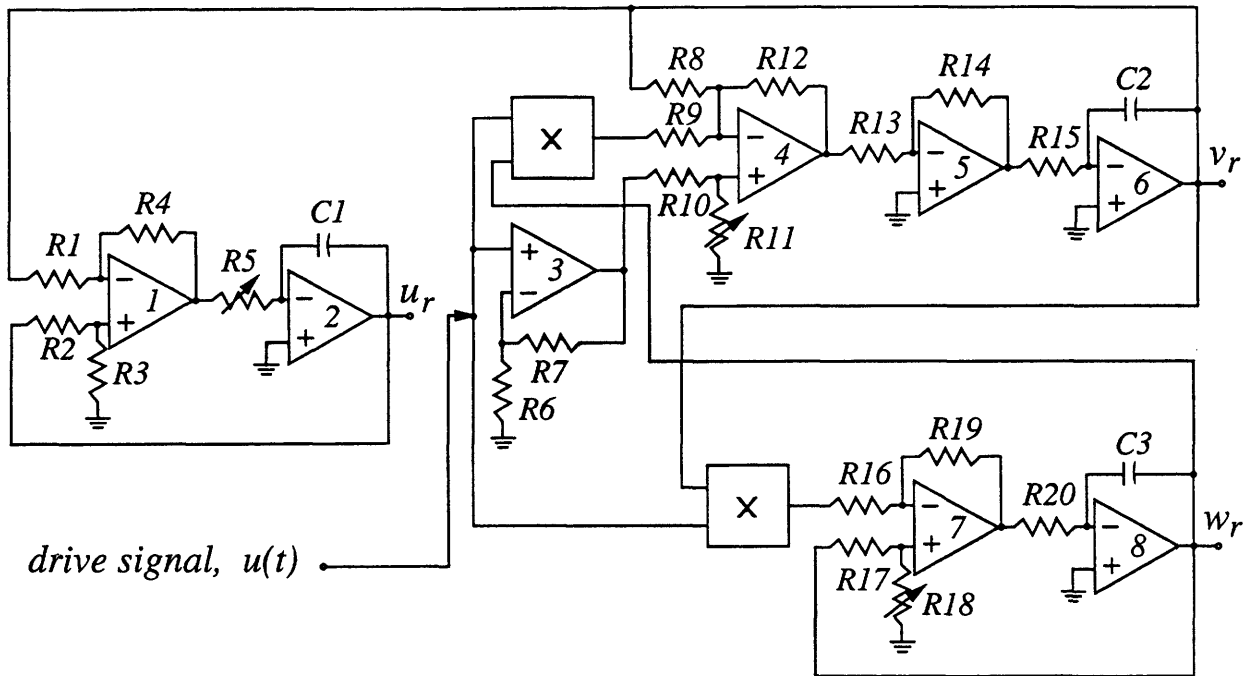 R8
R12
R14
C2
R9
R13
R15
X
-
4
+
-
5
+
-
6
+
v_r
R4
C1
R10
R11
R1
R5
-
1
+
-
2
+
u_r
+
3
-
R2
R3
R7
R6
R19
C3
R16
R20
X
-
7
+
-
8
+
w_r
drive signal, u(t)
R17
R18